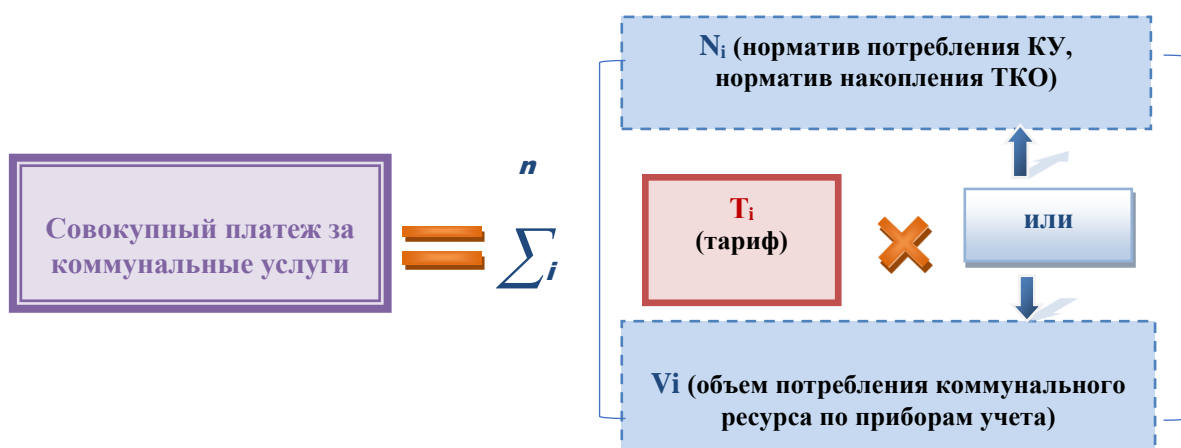 Совокупный платеж за
коммунальные услуги
=
n
∑i
Ni (норматив потребления КУ,
норматив накопления ТКО)
Ti
(тариф)
×
или
Vi (объем потребления коммунального
ресурса по приборам учета)